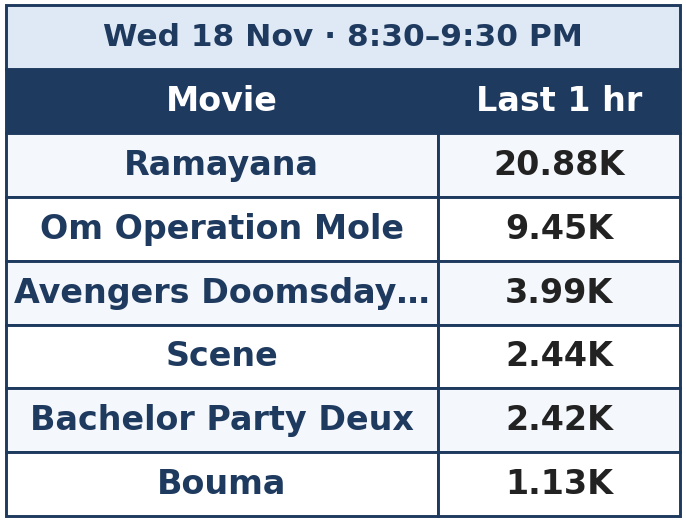 Wed 18 Nov · 8:30–9:30 PM
Movie Last 1 hr
Ramayana 20.88K
Om Operation Mole 9.45K
Avengers Doomsday… 3.99K
Scene 2.44K
Bachelor Party Deux 2.42K
Bouma 1.13K